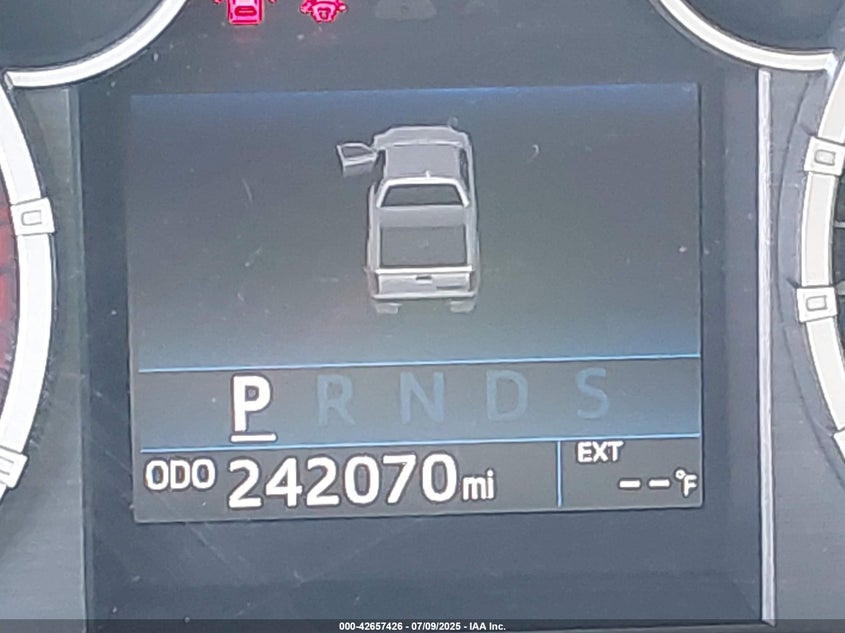 P R N D S
ODO 242070 mi
EXT
--°F
000-42657426 - 07/09/2025 - IAA Inc.